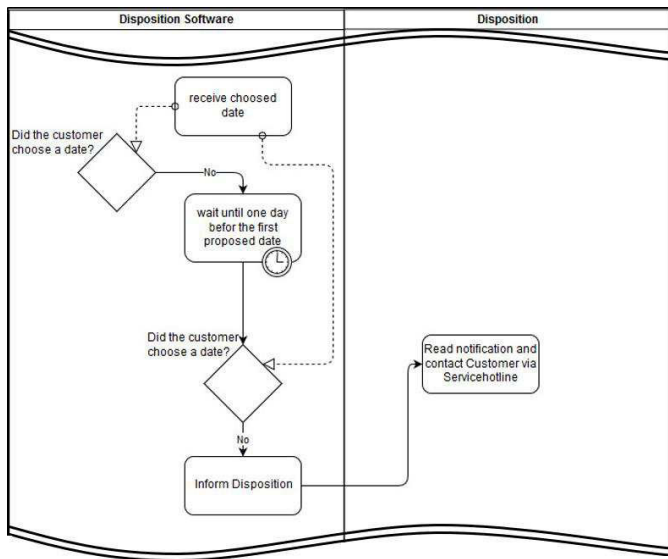 Disposition Software
Disposition
receive choosed
date
Did the customer
choose a date?
No
wait until one day
befor the first
proposed date
Did the customer
choose a date?
Read notification and
contact Customer via
Servicehotline
No
Inform Disposition